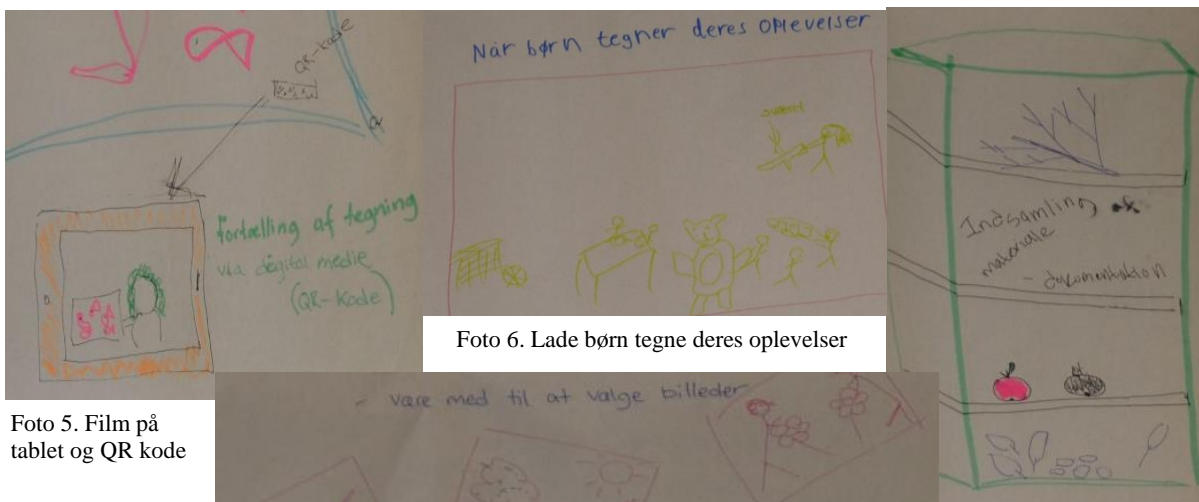 QR-kode
fortælling af tegning
via digital medie
(QR-Kode)
Foto 5. Film på
tablet og QR kode
Når børn tegner deres oplevelser
Foto 6. Lade børn tegne deres oplevelser
- være med til at vælge billeder
Indsamling af
materiale
- dokumentation